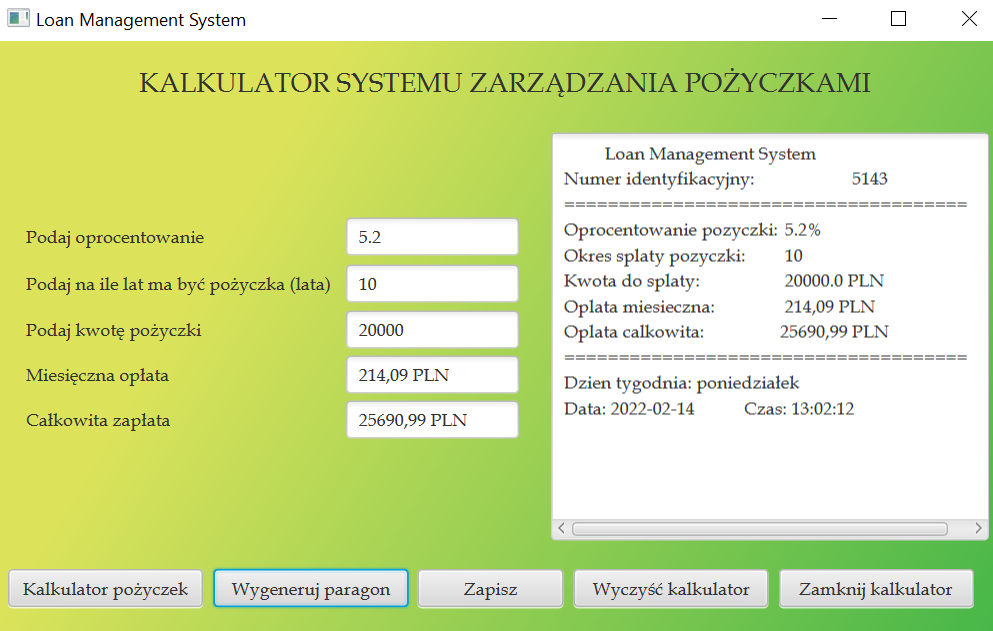 Loan Management System
KALKULATOR SYSTEMU ZARZĄDZANIA POŻYCZKAMI
Podaj oprocentowanie
5.2
Podaj na ile lat ma być pożyczka (lata)
10
Podaj kwotę pożyczki
20000
Miesięczna opłata
214,09 PLN
Całkowita zapłata
25690,99 PLN
Loan Management System
Numer identyfikacyjny: 5143
=====================================
Oprocentowanie pozyczki: 5.2%
Okres splaty pozyczki: 10
Kwota do splaty: 20000.0 PLN
Oplata miesieczna: 214,09 PLN
Oplata calkowita: 25690,99 PLN
=====================================
Dzien tygodnia: poniedziałek
Data: 2022-02-14 Czas: 13:02:12
Kalkulator pożyczek
Wygeneruj paragon
Zapisz
Wyczyść kalkulator
Zamknij kalkulator